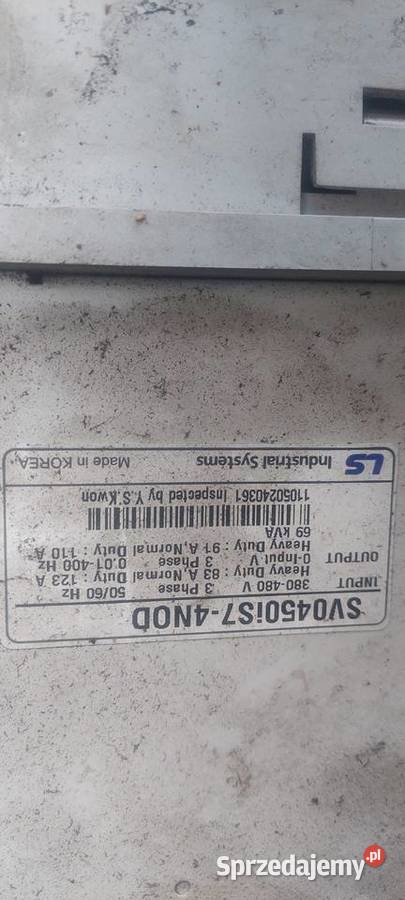 SV0450iS7-4NOD
INPUT 380-480 V 3 Phase 50/60 Hz
Heavy Duty : 83 A, Normal Duty : 123 A
OUTPUT 0-Input V 3 Phase 0.01-400 Hz
Heavy Duty : 91 A, Normal Duty : 110 A
69 kVA
11050240361 Inspected by Y.S.Kwon
LS Industrial Systems Made in KOREA
Sprzedajemy.pl